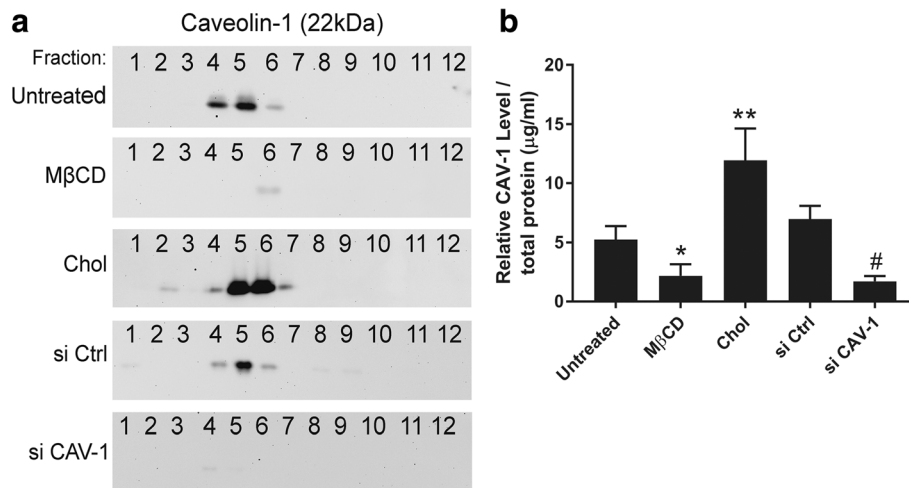 a
Caveolin-1 (22kDa)
Fraction:
1 2 3 4 5 6 7 8 9 10 11 12
Untreated
1 2 3 4 5 6 7 8 9 10 11 12
MβCD
1 2 3 4 5 6 7 8 9 10 11 12
Chol
1 2 3 4 5 6 7 8 9 10 11 12
si Ctrl
1 2 3 4 5 6 7 8 9 10 11 12
si CAV-1
b
Relative CAV-1 Level /
total protein (μg/ml)
20
15
10
5
0
*
**
#
Untreated
MβCD
Chol
si Ctrl
si CAV-1